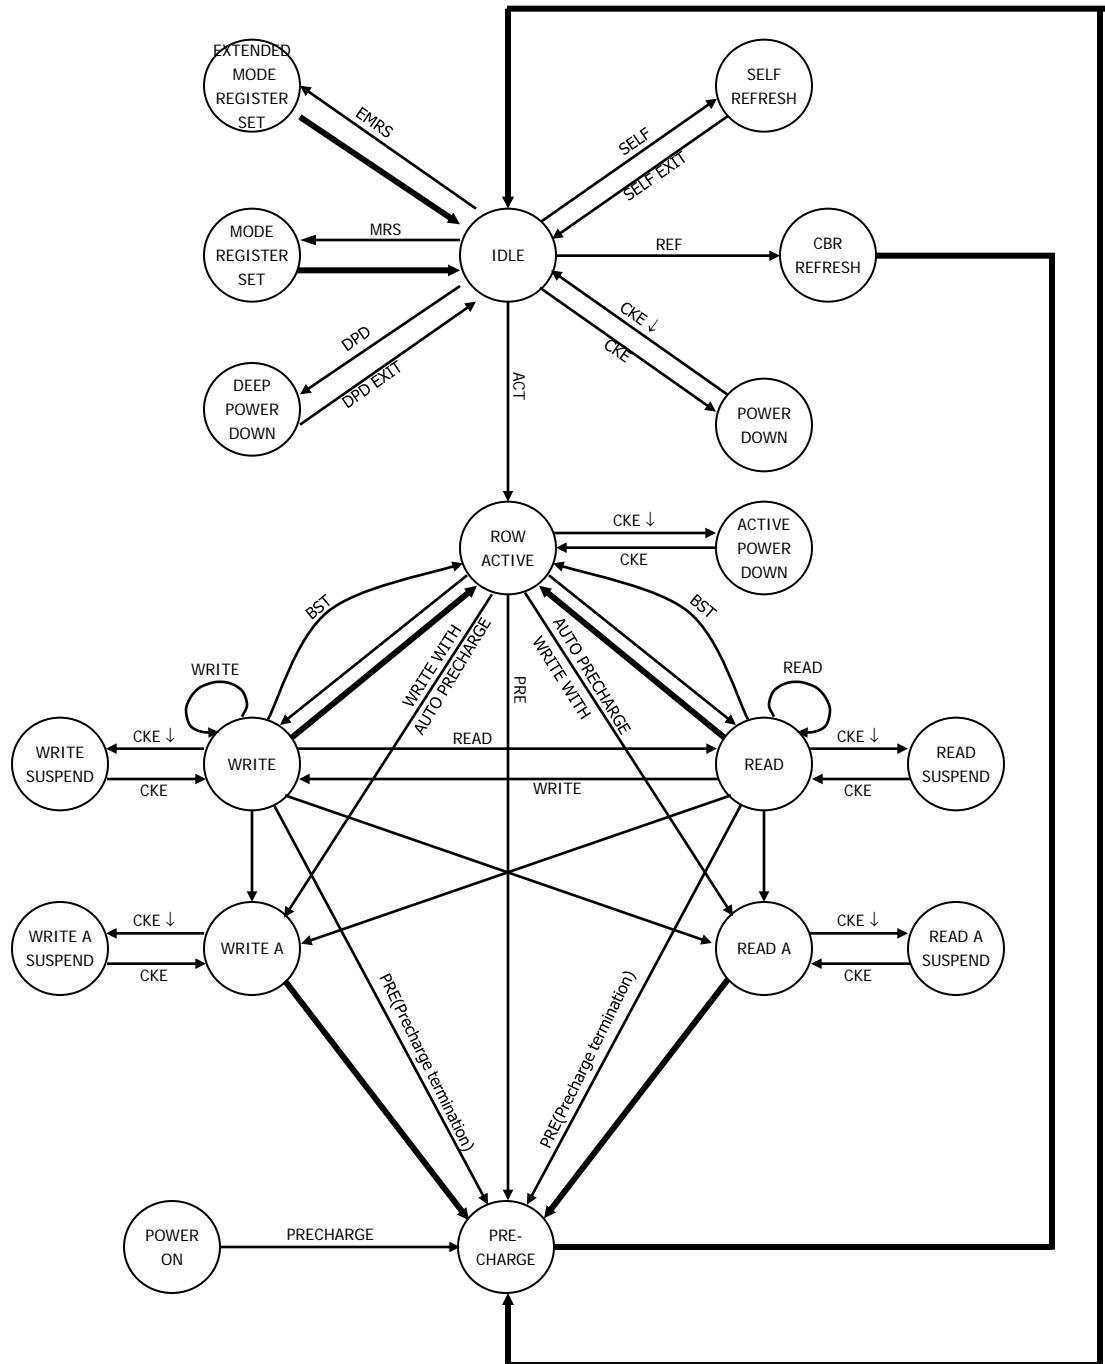 EXTENDED
MODE
REGISTER
SET
SELF
REFRESH
EMRS
SELF
SELF EXIT
MODE
REGISTER
SET
MRS
IDLE
REF
CBR
REFRESH
DPD
DPD EXIT
CKE ↓
CKE
DEEP
POWER
DOWN
ACT
POWER
DOWN
ROW
ACTIVE
CKE ↓
CKE
ACTIVE
POWER
DOWN
BST
BST
WRITE WITH
AUTO PRECHARGE
PRE
AUTO PRECHARGE
WRITE WITH
WRITE
READ
WRITE
SUSPEND
CKE ↓
CKE
WRITE
READ
WRITE
READ
CKE ↓
CKE
READ
SUSPEND
WRITE A
SUSPEND
CKE ↓
CKE
WRITE A
READ A
CKE ↓
CKE
READ A
SUSPEND
PRE(Precharge termination)
PRE(Precharge termination)
POWER
ON
PRECHARGE
PRE-
CHARGE